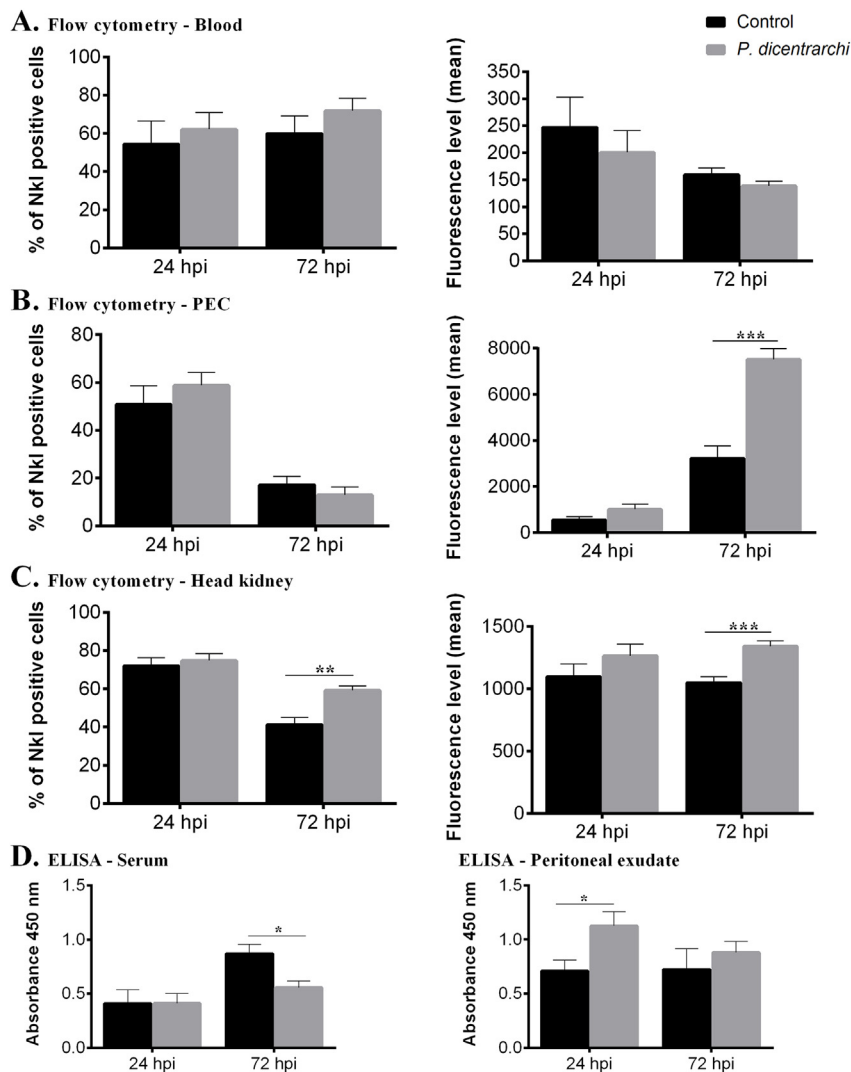 A. Flow cytometry - Blood
Control
P. dicentrarchi
% of Nkl positive cells
100
80
60
40
20
0
24 hpi
72 hpi
Fluorescence level (mean)
350
300
250
200
150
100
50
0
24 hpi
72 hpi
B. Flow cytometry - PEC
% of Nkl positive cells
80
60
40
20
0
24 hpi
72 hpi
Fluorescence level (mean)
8000
6000
4000
2000
0
***
24 hpi
72 hpi
C. Flow cytometry - Head kidney
% of Nkl positive cells
100
80
60
40
20
0
**
24 hpi
72 hpi
Fluorescence level (mean)
1500
1000
500
0
***
24 hpi
72 hpi
D. ELISA - Serum
Absorbance 450 nm
1.5
1.0
0.5
0.0
*
24 hpi
72 hpi
ELISA - Peritoneal exudate
Absorbance 450 nm
1.5
1.0
0.5
0.0
*
24 hpi
72 hpi